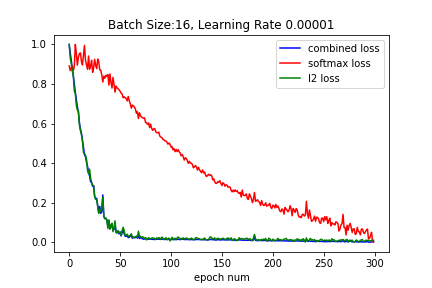 Batch Size:16, Learning Rate 0.00001
combined loss
softmax loss
l2 loss
1.0
0.8
0.6
0.4
0.2
0.0
0 50 100 150 200 250 300
epoch num